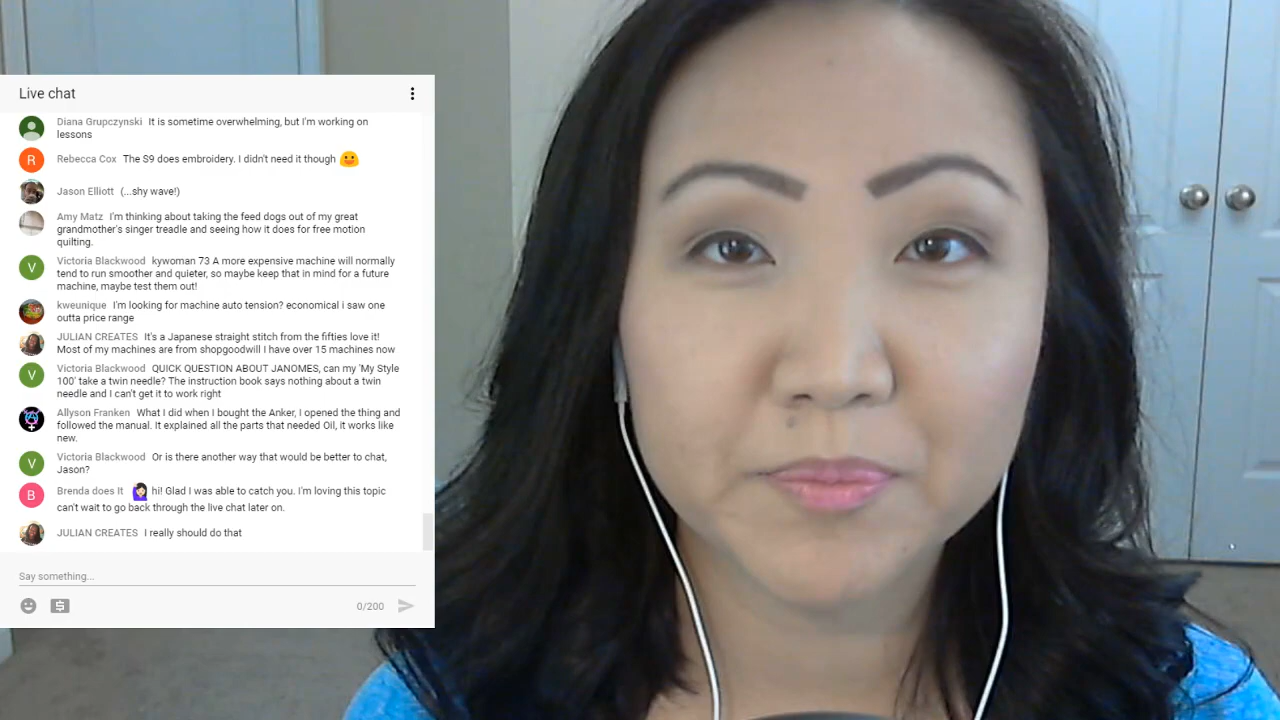 Live chat
Diana Grupczynski It is sometime overwhelming, but I'm working on
lessons
R
Rebecca Cox The S9 does embroidery. I didn't need it though
Jason Elliott (...shy wave!)
Amy Matz I'm thinking about taking the feed dogs out of my great
grandmother's singer treadle and seeing how it does for free motion
quilting.
V
Victoria Blackwood kywoman 73 A more expensive machine will normally
tend to run smoother and quieter, so maybe keep that in mind for a future
machine, maybe test them out!
kweunique I'm looking for machine auto tension? economical i saw one
outta price range
JULIAN CREATES It's a Japanese straight stitch from the fifties love it!
Most of my machines are from shopgoodwill I have over 15 machines now
V
Victoria Blackwood QUICK QUESTION ABOUT JANOMES, can my 'My Style
100' take a twin needle? The instruction book says nothing about a twin
needle and I can't get it to work right
Allyson Franken What I did when I bought the Anker, I opened the thing and
followed the manual. It explained all the parts that needed Oil, it works like
new.
V
Victoria Blackwood Or is there another way that would be better to chat,
Jason?
B
Brenda does It hi! Glad I was able to catch you. I'm loving this topic
can't wait to go back through the live chat later on.
JULIAN CREATES I really should do that
Say something...
$ 0/200